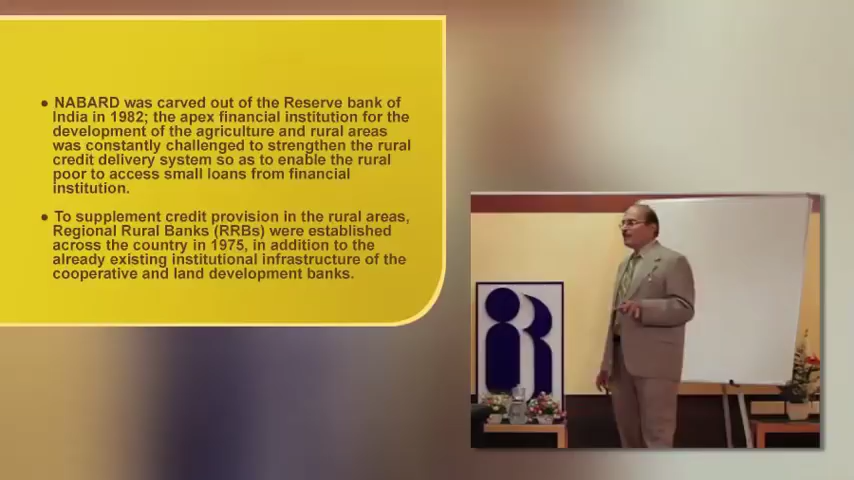 ● NABARD was carved out of the Reserve bank of
India in 1982; the apex financial institution for the
development of the agriculture and rural areas
was constantly challenged to strengthen the rural
credit delivery system so as to enable the rural
poor to access small loans from financial
institution.
● To supplement credit provision in the rural areas,
Regional Rural Banks (RRBs) were established
across the country in 1975, in addition to the
already existing institutional infrastructure of the
cooperative and land development banks.